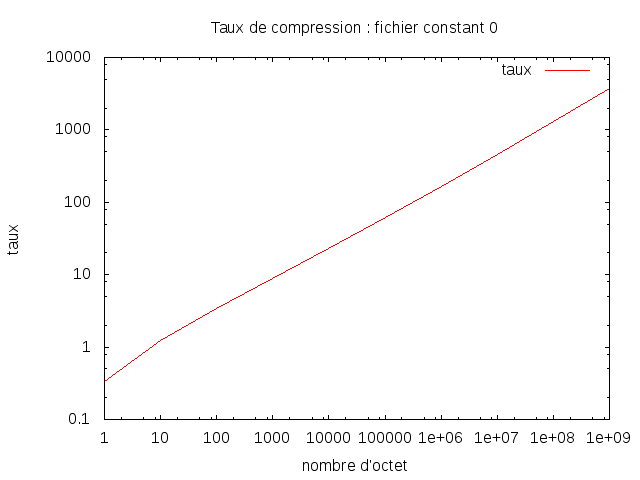 Taux de compression : fichier constant 0
10000
taux
1000
100
taux
10
1
0.1
1 10 100 1000 10000 100000 1e+06 1e+07 1e+08 1e+09
nombre d'octet